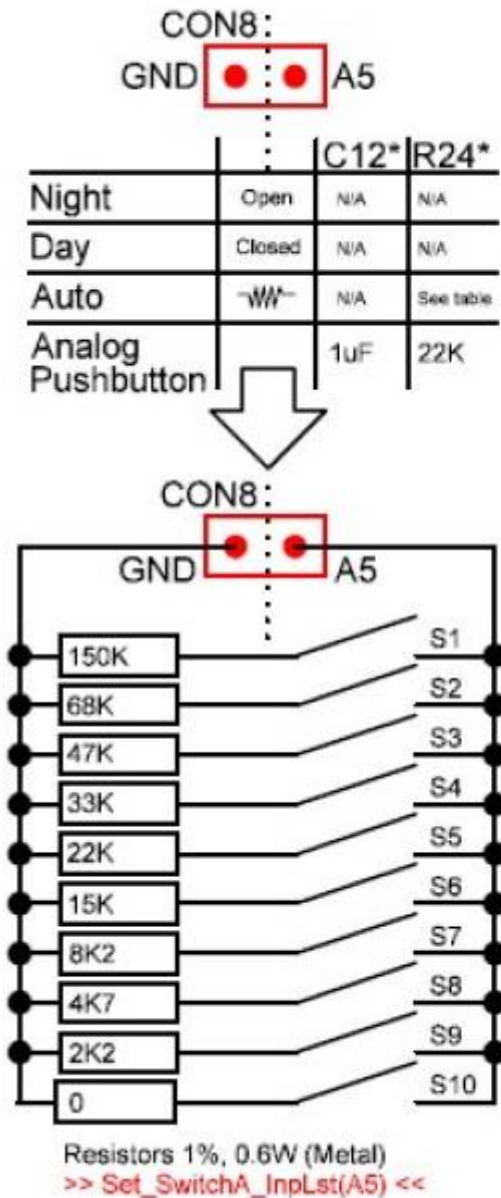 CON8:
GND A5
C12* R24*
Night Open N/A N/A
Day Closed N/A N/A
Auto N/A See table
Analog
Pushbutton 1uF 22K
CON8:
GND A5
150K S1
68K S2
47K S3
33K S4
22K S5
15K S6
8K2 S7
4K7 S8
2K2 S9
0 S10
Resistors 1%, 0.6W (Metal)
>> Set_SwitchA_InpLst(A5) <<